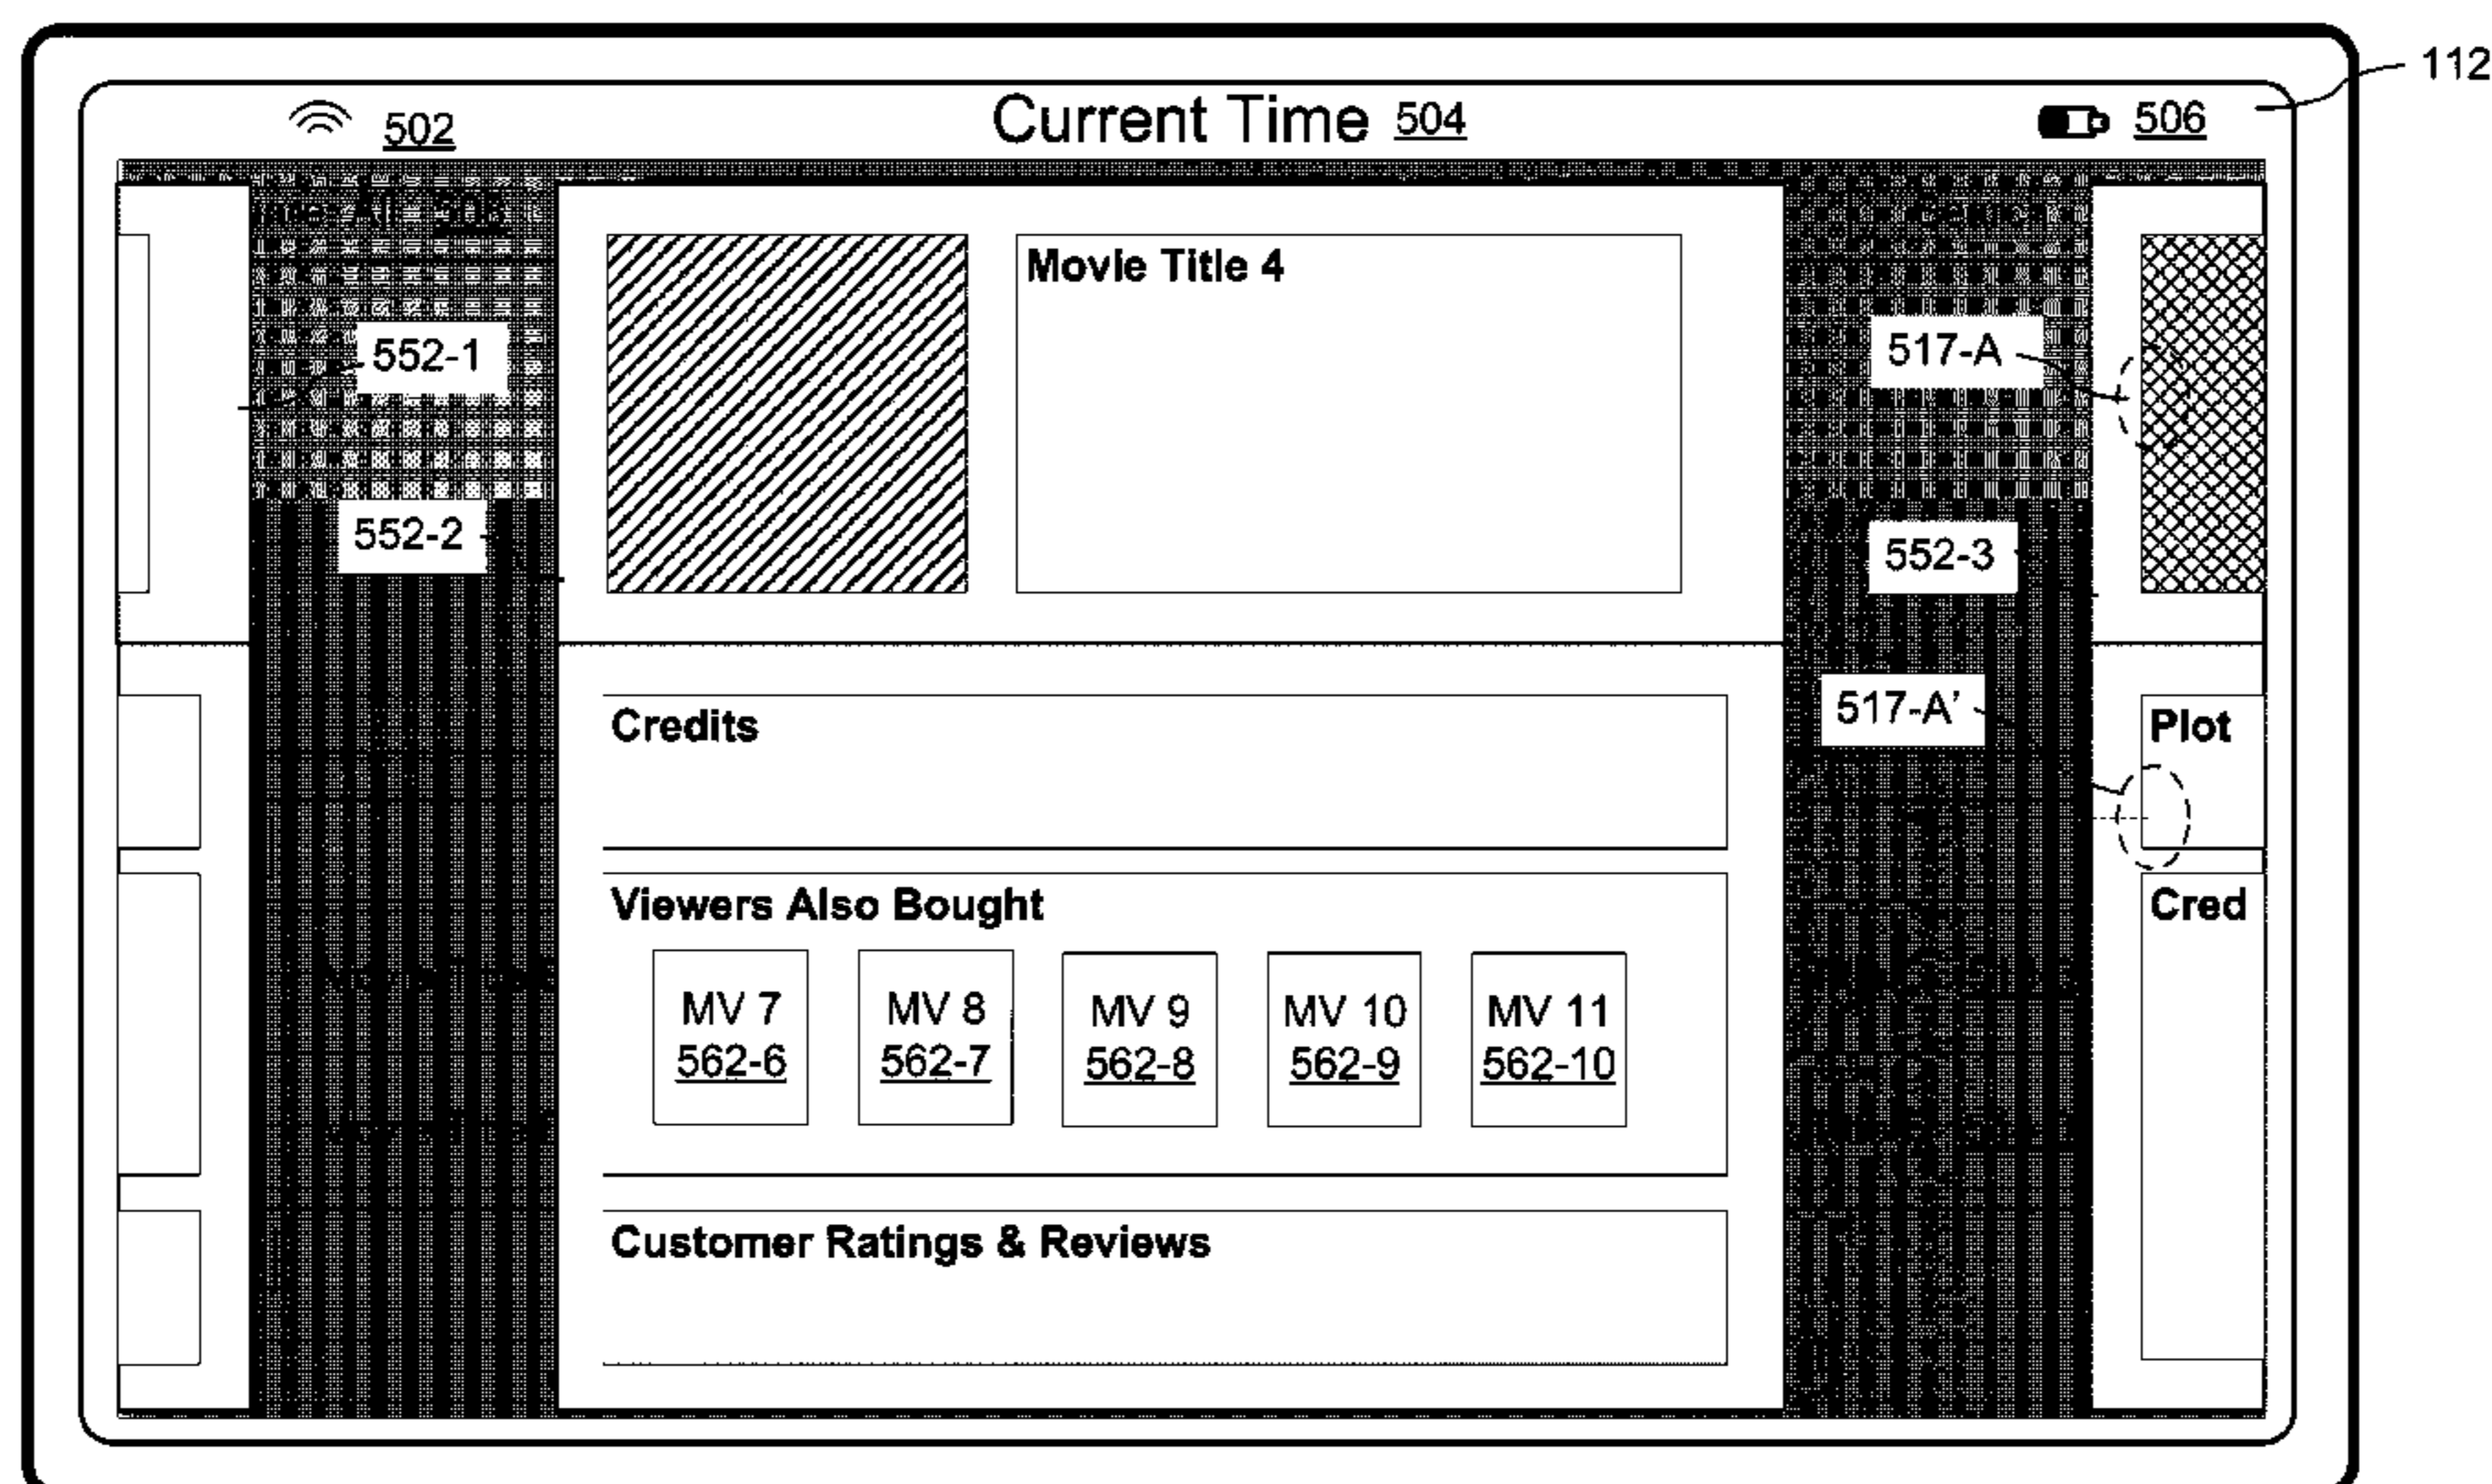 112
502
Current Time 504
506
Movie Title 4
552-1
517-A
552-2
552-3
517-A’
Plot
Credits
Cred
Viewers Also Bought
MV 7
562-6
MV 8
562-7
MV 9
562-8
MV 10
562-9
MV 11
562-10
Customer Ratings & Reviews